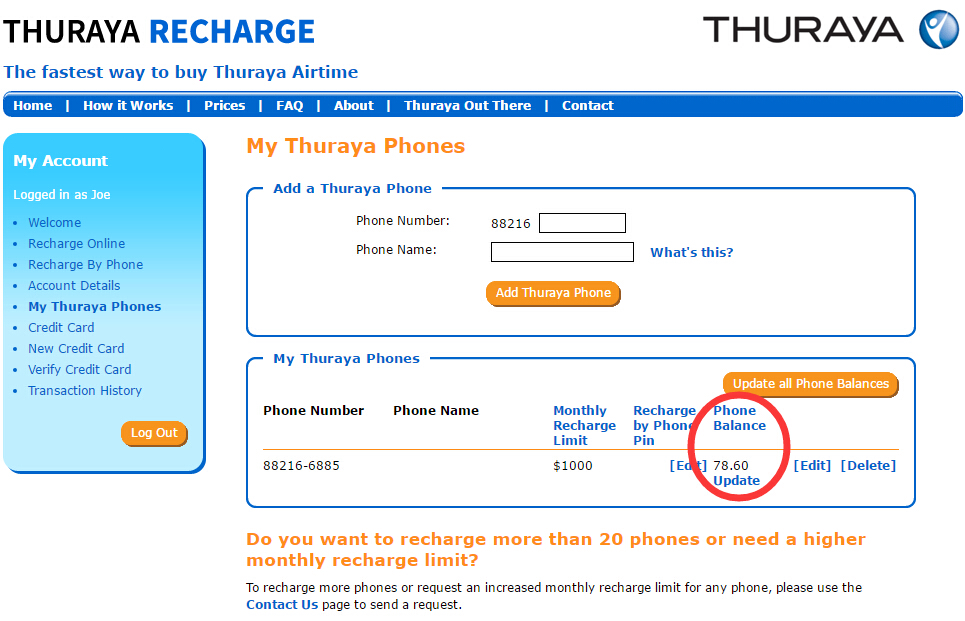 THURAYA RECHARGE
THURAYA
The fastest way to buy Thuraya Airtime
Home | How it Works | Prices | FAQ | About | Thuraya Out There | Contact
My Account
Logged in as Joe
Welcome
Recharge Online
Recharge By Phone
Account Details
My Thuraya Phones
Credit Card
New Credit Card
Verify Credit Card
Transaction History
Log Out
My Thuraya Phones
Add a Thuraya Phone
Phone Number: 88216
Phone Name: What's this?
Add Thuraya Phone
My Thuraya Phones
Update all Phone Balances
Phone Number Phone Name Monthly Recharge Phone
Recharge by Phone Balance
Limit Pin
88216-6885 $1000 [Edit] 78.60 [Edit] [Delete]
Update
Do you want to recharge more than 20 phones or need a higher
monthly recharge limit?
To recharge more phones or request an increased monthly recharge limit for any phone, please use the
Contact Us page to send a request.